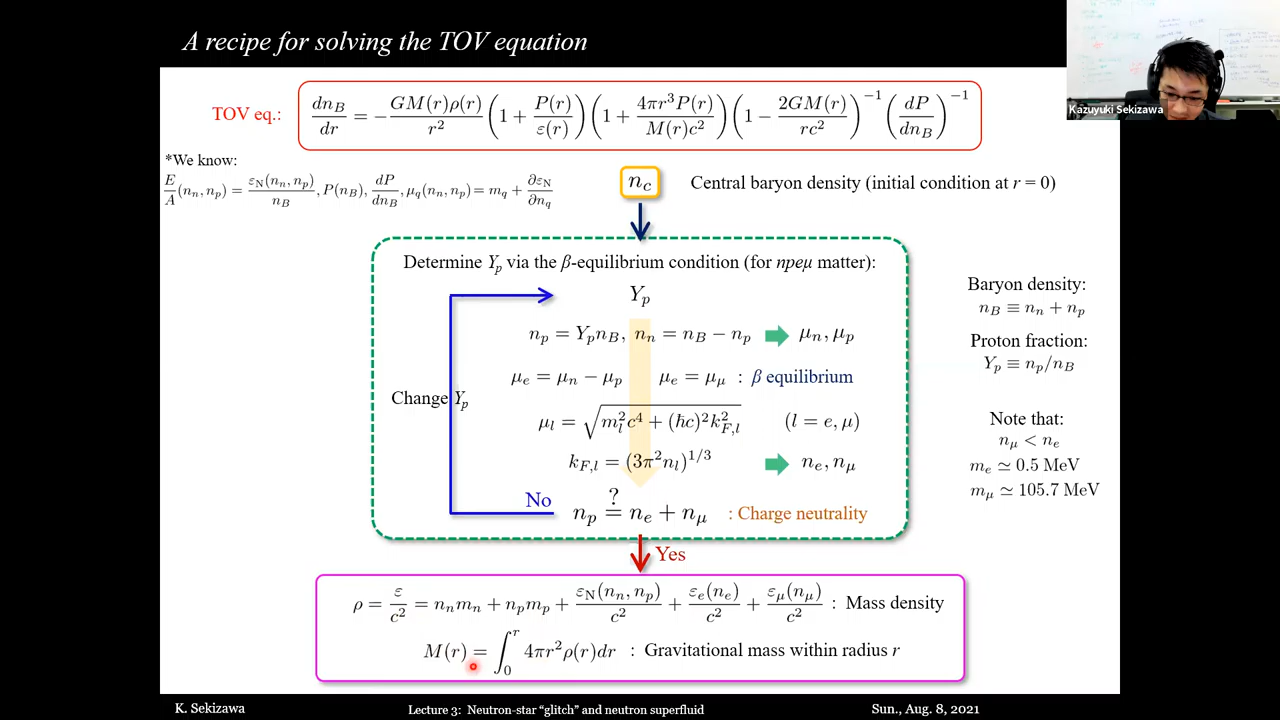 A recipe for solving the TOV equation
Kazuyuki Sekizawa
TOV eq.: dn_B/dr = −GM(r)ρ(r)/r² (1 + P(r)/ε(r)) (1 + 4πr³P(r)/M(r)c²) (1 − 2GM(r)/rc²)⁻¹ (dP/dn_B)⁻¹
*We know:
E/A (n_n, n_p) = ε_N(n_n, n_p)/n_B, P(n_B), dP/dn_B, μ_q(n_n, n_p) = m_q + ∂ε_N/∂n_q
n_c Central baryon density (initial condition at r = 0)
Determine Y_p via the β-equilibrium condition (for npeμ matter):
Y_p
n_p = Y_p n_B, n_n = n_B − n_p μ_n, μ_p
μ_e = μ_n − μ_p μ_e = μ_μ : β equilibrium
Change Y_p
μ_l = √(m_l²c⁴ + (ħc)²k²_{F,l}) (l = e, μ)
k_{F,l} = (3π²n_l)^{1/3} n_e, n_μ
No
n_p =? n_e + n_μ : Charge neutrality
Baryon density:
n_B ≡ n_n + n_p
Proton fraction:
Y_p ≡ n_p/n_B
Note that:
n_μ < n_e
m_e ≃ 0.5 MeV
m_μ ≃ 105.7 MeV
Yes
ρ = ε/c² = n_n m_n + n_p m_p + ε_N(n_n, n_p)/c² + ε_e(n_e)/c² + ε_μ(n_μ)/c² : Mass density
M(r) = ∫₀ʳ 4πr²ρ(r)dr : Gravitational mass within radius r
K. Sekizawa
Lecture 3: Neutron-star “glitch” and neutron superfluid
Sun., Aug. 8, 2021